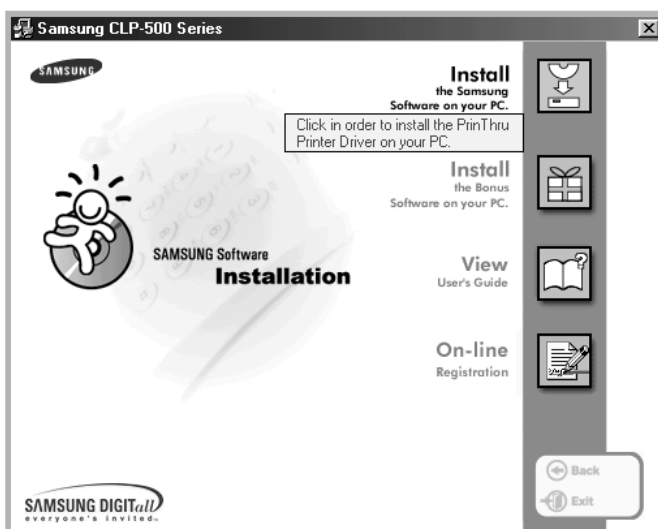 Samsung CLP-500 Series
SAMSUNG
Install
the Samsung
Software on your PC.
Click in order to install the PrinThru
Printer Driver on your PC.
Install
the Bonus
Software on your PC.
SAMSUNG Software
Installation
View
User's Guide
On-line
Registration
Back
Exit
SAMSUNG DIGITall
everyone's invited™